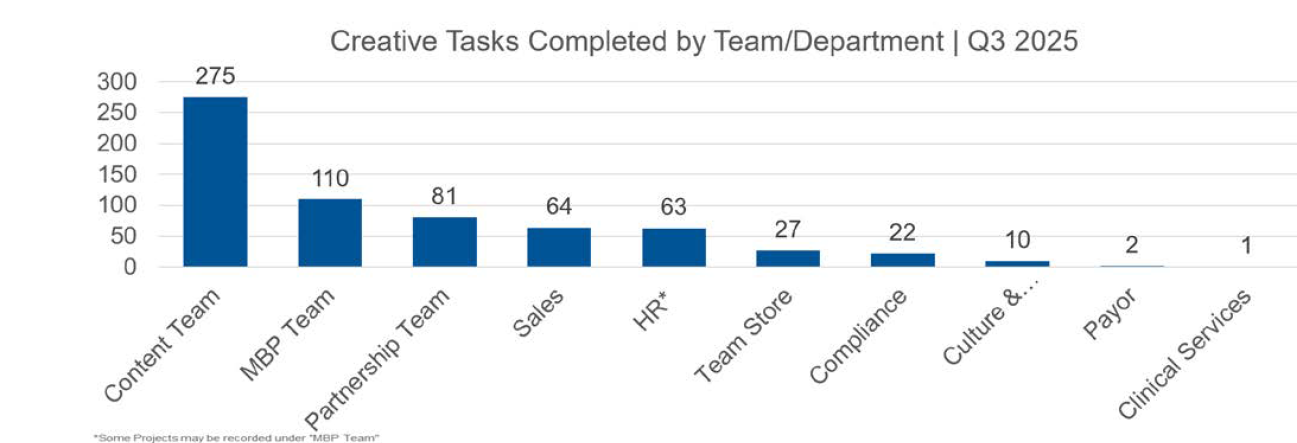 Creative Tasks Completed by Team/Department | Q3 2025
300
250
200
150
100
50
0
275
110
81
64
63
27
22
10
2
1
Content Team
MBP Team
Partnership Team
Sales
HR*
Team Store
Compliance
Culture &...
Payor
Clinical Services
*Some Projects may be recorded under "MBP Team"